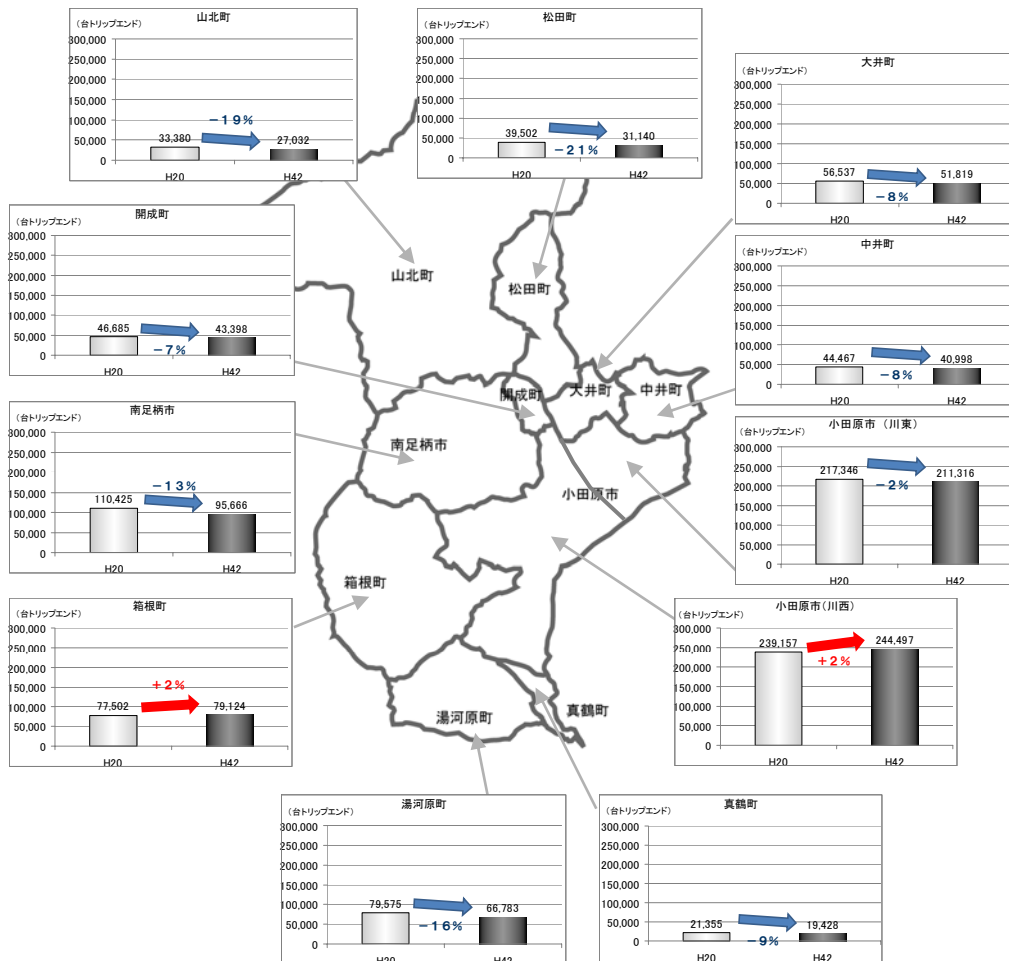 山北町
(台トリップエンド)
300,000
250,000
200,000
150,000
100,000
50,000
0
33,380
-19%
27,032
H20
H42
松田町
(台トリップエンド)
300,000
250,000
200,000
150,000
100,000
50,000
0
39,502
-21%
31,140
H20
H42
大井町
(台トリップエンド)
300,000
250,000
200,000
150,000
100,000
50,000
0
56,537
-8%
51,819
H20
H42
開成町
(台トリップエンド)
300,000
250,000
200,000
150,000
100,000
50,000
0
46,685
-7%
43,398
H20
H42
中井町
(台トリップエンド)
300,000
250,000
200,000
150,000
100,000
50,000
0
44,467
-8%
40,998
H20
H42
南足柄市
(台トリップエンド)
300,000
250,000
200,000
150,000
100,000
50,000
0
110,425
-13%
95,666
H20
H42
小田原市 (川東)
(台トリップエンド)
300,000
250,000
200,000
150,000
100,000
50,000
0
217,346
-2%
211,316
H20
H42
箱根町
(台トリップエンド)
300,000
250,000
200,000
150,000
100,000
50,000
0
77,502
+2%
79,124
H20
H42
小田原市(川西)
(台トリップエンド)
300,000
250,000
200,000
150,000
100,000
50,000
0
239,157
+2%
244,497
H20
H42
湯河原町
(台トリップエンド)
300,000
250,000
200,000
150,000
100,000
50,000
0
79,575
-16%
66,783
H20
H42
真鶴町
(台トリップエンド)
300,000
250,000
200,000
150,000
100,000
50,000
0
21,355
-9%
19,428
H20
H42
山北町
松田町
開成町
大井町
中井町
南足柄市
小田原市
箱根町
湯河原町
真鶴町